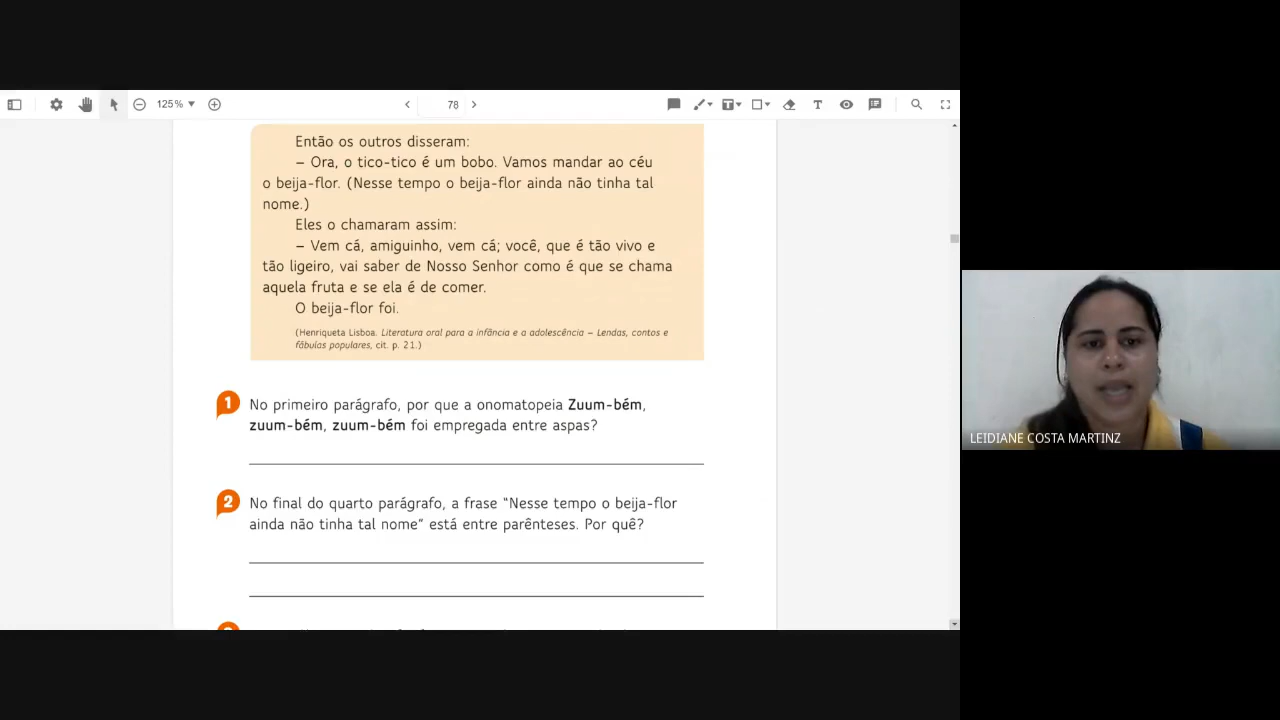 125%
78
Então os outros disseram:
– Ora, o tico-tico é um bobo. Vamos mandar ao céu
o beija-flor. (Nesse tempo o beija-flor ainda não tinha tal
nome.)
Eles o chamaram assim:
– Vem cá, amiguinho, vem cá; você, que é tão vivo e
tão ligeiro, vai saber de Nosso Senhor como é que se chama
aquela fruta e se ela é de comer.
O beija-flor foi.
(Henriqueta Lisboa. Literatura oral para a infância e a adolescência – Lendas, contos e
fábulas populares, cit. p. 21.)
1 No primeiro parágrafo, por que a onomatopeia Zuum-bém,
zuum-bém, zuum-bém foi empregada entre aspas?
2 No final do quarto parágrafo, a frase “Nesse tempo o beija-flor
ainda não tinha tal nome” está entre parênteses. Por quê?
LEIDIANE COSTA MARTINZ